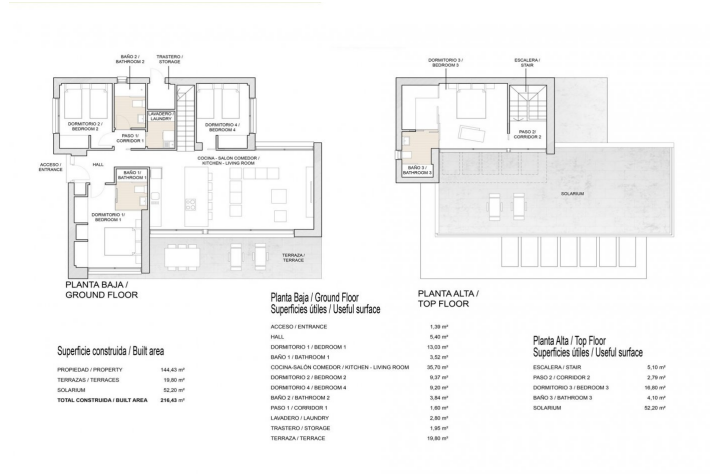 BAÑO 2 /
BATHROOM 2
TRASTERO /
STORAGE
DORMITORIO 2 /
BEDROOM 2
PASO 1/
CORRIDOR 1
LAVADERO /
LAUNDRY
DORMITORIO 4 /
BEDROOM 4
ACCESO /
ENTRANCE
HALL
COCINA - SALÓN COMEDOR /
KITCHEN - LIVING ROOM
BAÑO 1/
BATHROOM 1
DORMITORIO 1/
BEDROOM 1
TERRAZA /
TERRACE
PLANTA BAJA /
GROUND FLOOR
DORMITORIO 3 /
BEDROOM 3
ESCALERA /
STAIR
PASO 2/
CORRIDOR 2
BAÑO 3 /
BATHROOM 3
SOLARIUM
PLANTA ALTA /
TOP FLOOR
Superficie construida / Built area
PROPIEDAD / PROPERTY 144,43 m²
TERRAZAS / TERRACES 19,80 m²
SOLARIUM 52,20 m²
TOTAL CONSTRUIDA / BUILT AREA 216,43 m²
Planta Baja / Ground Floor
Superficies útiles / Useful surface
ACCESO / ENTRANCE 1,39 m²
HALL 5,40 m²
DORMITORIO 1 / BEDROOM 1 13,03 m²
BAÑO 1 / BATHROOM 1 3,52 m²
COCINA-SALÓN COMEDOR / KITCHEN - LIVING ROOM 35,70 m²
DORMITORIO 2 / BEDROOM 2 9,37 m²
DORMITORIO 4 / BEDROOM 4 9,20 m²
BAÑO 2 / BATHROOM 2 3,84 m²
PASO 1 / CORRIDOR 1 1,60 m²
LAVADERO / LAUNDRY 2,80 m²
TRASTERO / STORAGE 1,95 m²
TERRAZA / TERRACE 19,80 m²
Planta Alta / Top Floor
Superficies útiles / Useful surface
ESCALERA / STAIR 5,10 m²
PASO 2 / CORRIDOR 2 2,79 m²
DORMITORIO 3 / BEDROOM 3 16,80 m²
BAÑO 3 / BATHROOM 3 4,10 m²
SOLARIUM 52,20 m²